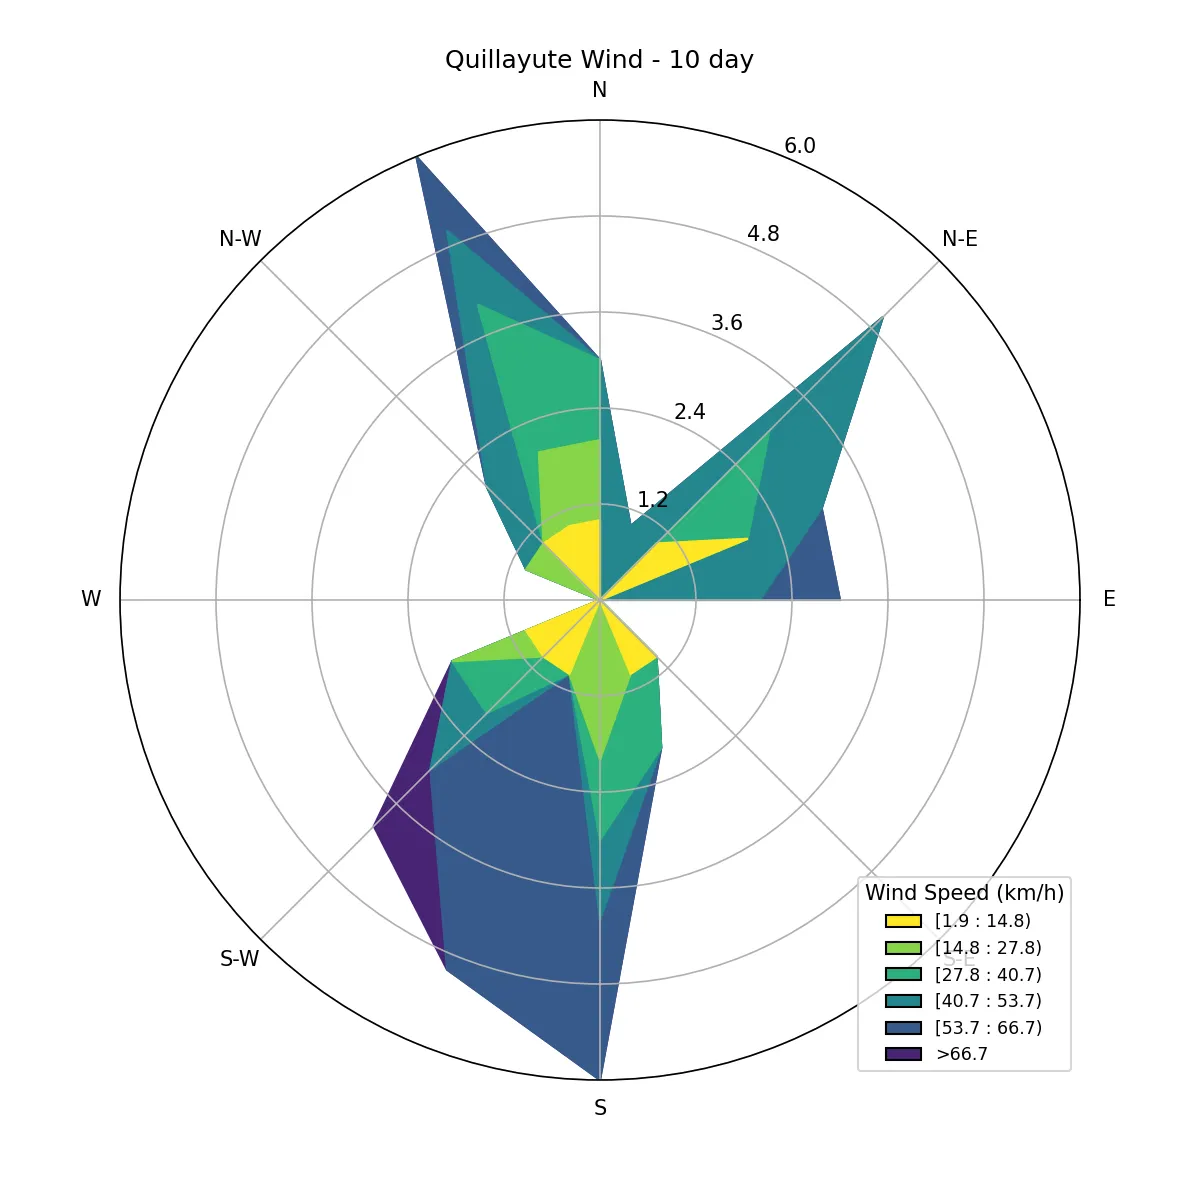 Quillayute Wind - 10 day
N
6.0
N-W
4.8
N-E
3.6
2.4
1.2
W
E
S-W
S-E
S
Wind Speed (km/h)
[1.9 : 14.8)
[14.8 : 27.8)
[27.8 : 40.7)
[40.7 : 53.7)
[53.7 : 66.7)
>66.7